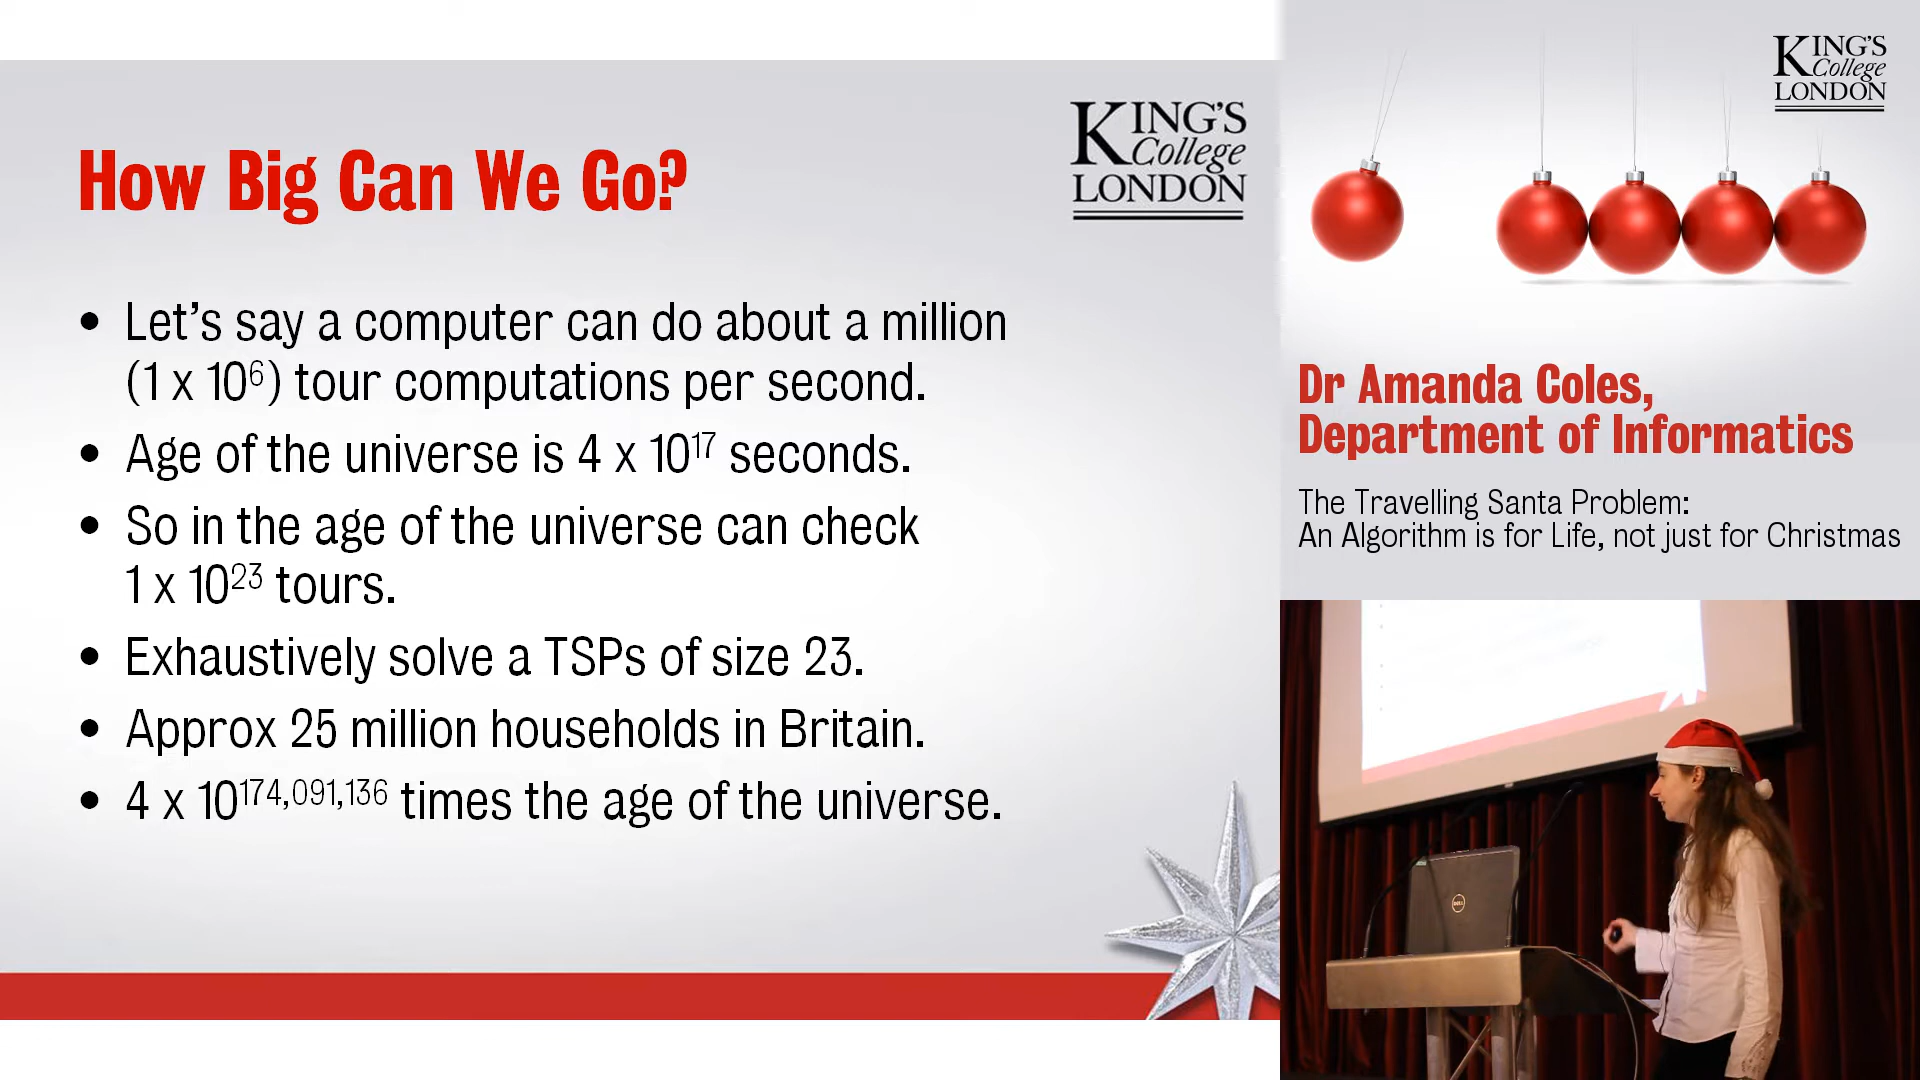 How Big Can We Go?
KING'S
College
LONDON
• Let's say a computer can do about a million
(1 x 10⁶) tour computations per second.
• Age of the universe is 4 x 10¹⁷ seconds.
• So in the age of the universe can check
1 x 10²³ tours.
• Exhaustively solve a TSPs of size 23.
• Approx 25 million households in Britain.
• 4 x 10¹⁷⁴,⁰⁹¹,¹³⁶ times the age of the universe.
KING'S
College
LONDON
Dr Amanda Coles,
Department of Informatics
The Travelling Santa Problem:
An Algorithm is for Life, not just for Christmas
DELL